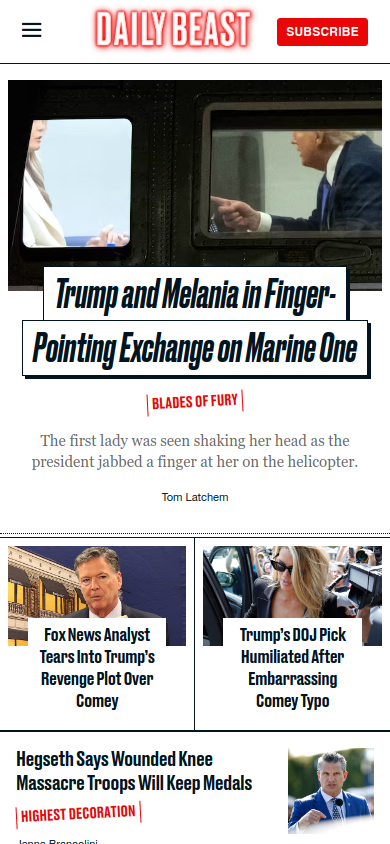 DAILY BEAST
SUBSCRIBE
Trump and Melania in Finger-
Pointing Exchange on Marine One
BLADES OF FURY
The first lady was seen shaking her head as the
president jabbed a finger at her on the helicopter.
Tom Latchem
Fox News Analyst
Tears Into Trump's
Revenge Plot Over
Comey
Trump's DOJ Pick
Humiliated After
Embarrassing
Comey Typo
Hegseth Says Wounded Knee
Massacre Troops Will Keep Medals
HIGHEST DECORATION